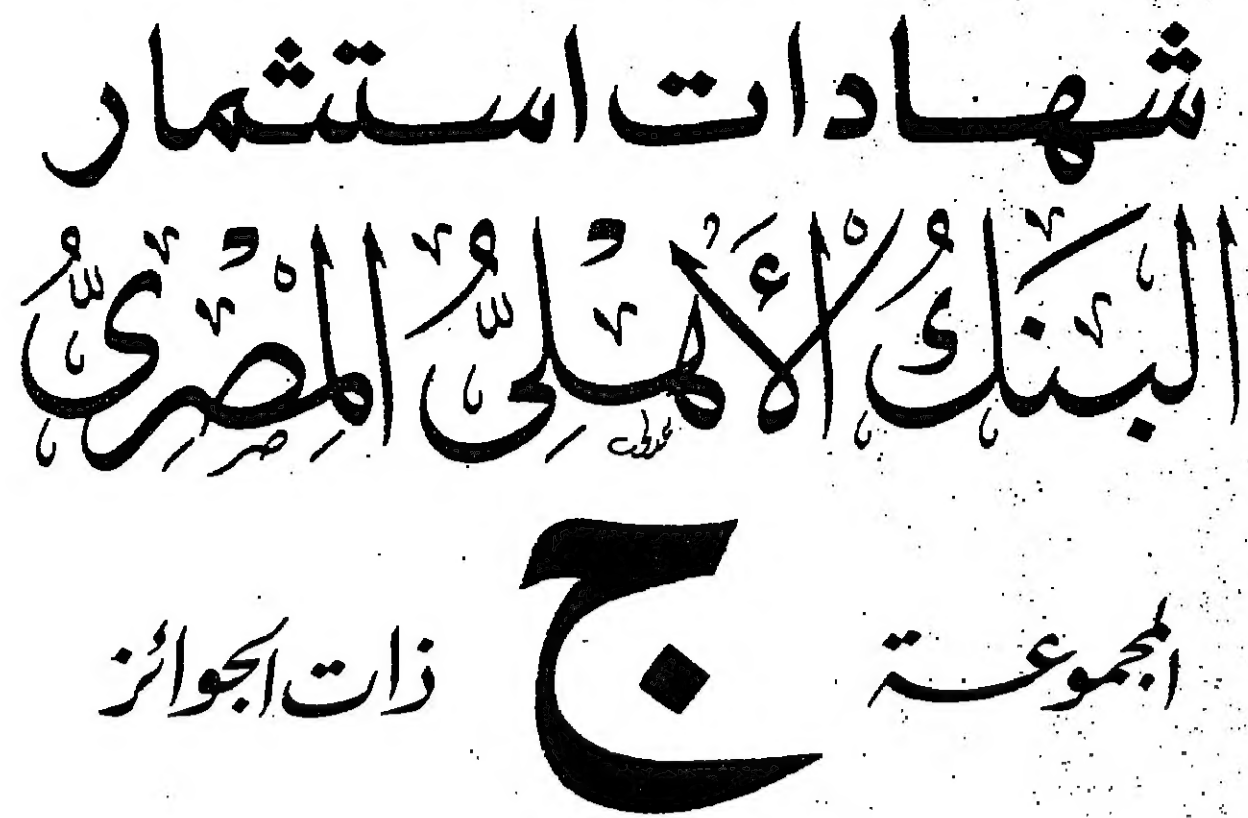 شهادات استثمار
البنك الأهلى المصرى
المجموعة ج ذات الجوائز